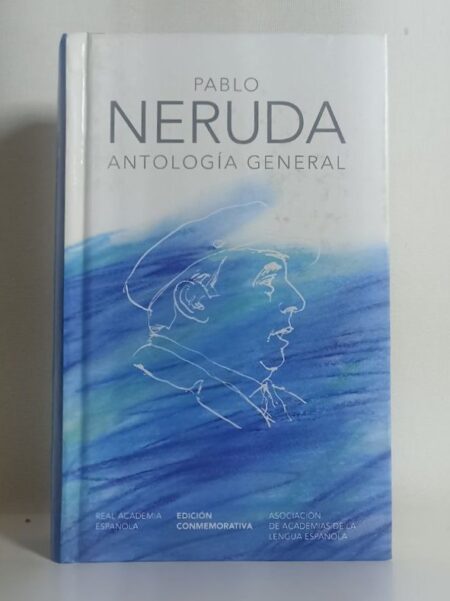 PABLO
NERUDA
ANTOLOGÍA GENERAL
REAL ACADEMIA
ESPAÑOLA
EDICIÓN
CONMEMORATIVA
ASOCIACIÓN
DE ACADEMIAS DE LA
LENGUA ESPAÑOLA